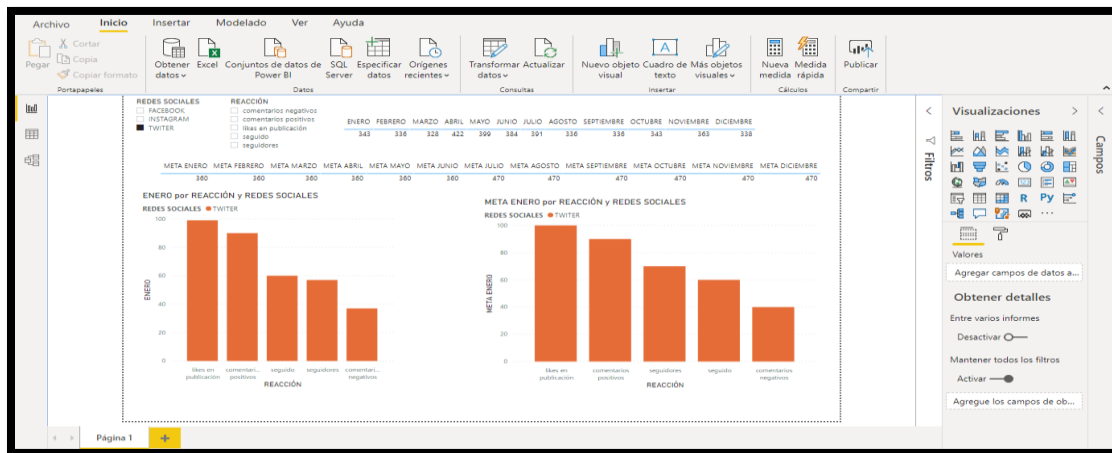 Archivo Inicio Insertar Modelado Ver Ayuda
Pegar
Cortar
Copia
Copiar formato
Portapapeles
Obtener datos
Excel
Conjuntos de datos de Power BI
SQL Server
Especificar datos
Orígenes recientes
Datos
Transformar datos
Actualizar
Consultas
Nuevo objeto visual
Cuadro de texto
Más objetos visuales
Insertar
Nueva medida
Medida rápida
Cálculos
Publicar
Compartir
REDES SOCIALES
FACEBOOK
INSTAGRAM
TWITER
REACCIÓN
comentarios negativos
comentarios positivos
likes en publicación
seguido
seguidores
ENERO FEBRERO MARZO ABRIL MAYO JUNIO JULIO AGOSTO SEPTIEMBRE OCTUBRE NOVIEMBRE DICIEMBRE
343 336 328 422 399 384 391 336 336 343 363 338
META ENERO META FEBRERO META MARZO META ABRIL META MAYO META JUNIO META JULIO META AGOSTO META SEPTIEMBRE META OCTUBRE META NOVIEMBRE META DICIEMBRE
360 360 360 360 360 360 470 470 470 470 470 470
ENERO por REACCIÓN y REDES SOCIALES
REDES SOCIALES TWITER
100
80
60
40
20
0
ENERO
likes en publicación
comentari... positivos
seguido
seguidores
comentari... negativos
REACCIÓN
META ENERO por REACCIÓN y REDES SOCIALES
REDES SOCIALES TWITER
100
80
60
40
20
0
META ENERO
likes en publicación
comentarios positivos
seguidores
seguido
comentarios negativos
REACCIÓN
Filtros
Visualizaciones
R Py
Valores
Agregar campos de datos a...
Obtener detalles
Entre varios informes
Desactivar
Mantener todos los filtros
Activar
Agregue los campos de ob...
Campos
Página 1